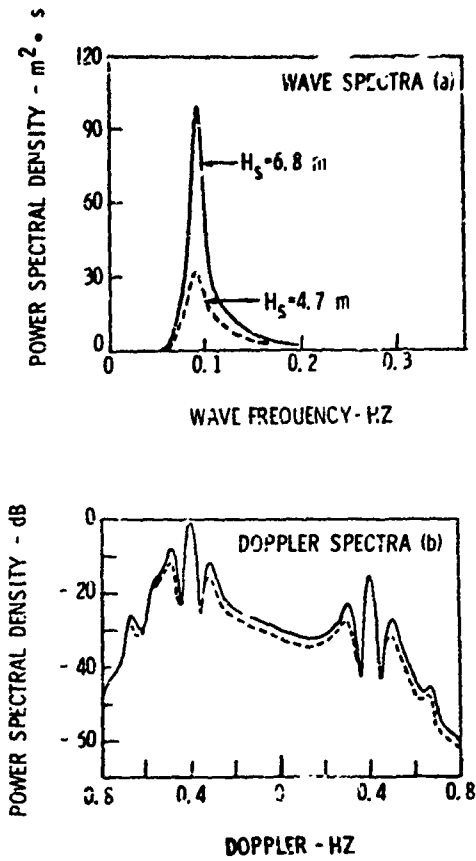 POWER SPECTRAL DENSITY - m². s
120
90
60
30
0
WAVE SPECTRA (a)
Hs=6.8 m
Hs=4.7 m
0 0.1 0.2 0.3
WAVE FREQUENCY - HZ
POWER SPECTRAL DENSITY - dB
0
- 20
- 40
- 50
DOPPLER SPECTRA (b)
0.8 0.4 0 0.4 0.8
DOPPLER - HZ